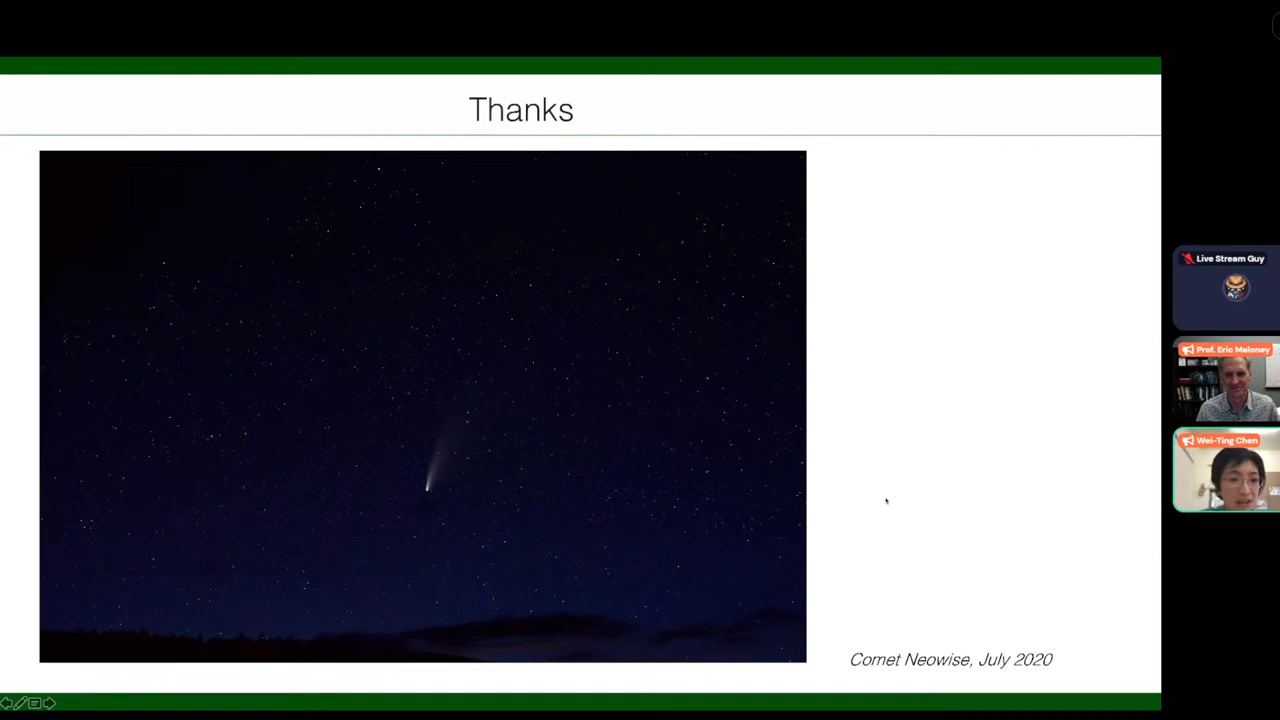 Thanks
Live Stream Guy
Prof. Eric Maloney
Wei-Ting Chen
Comet Neowise, July 2020